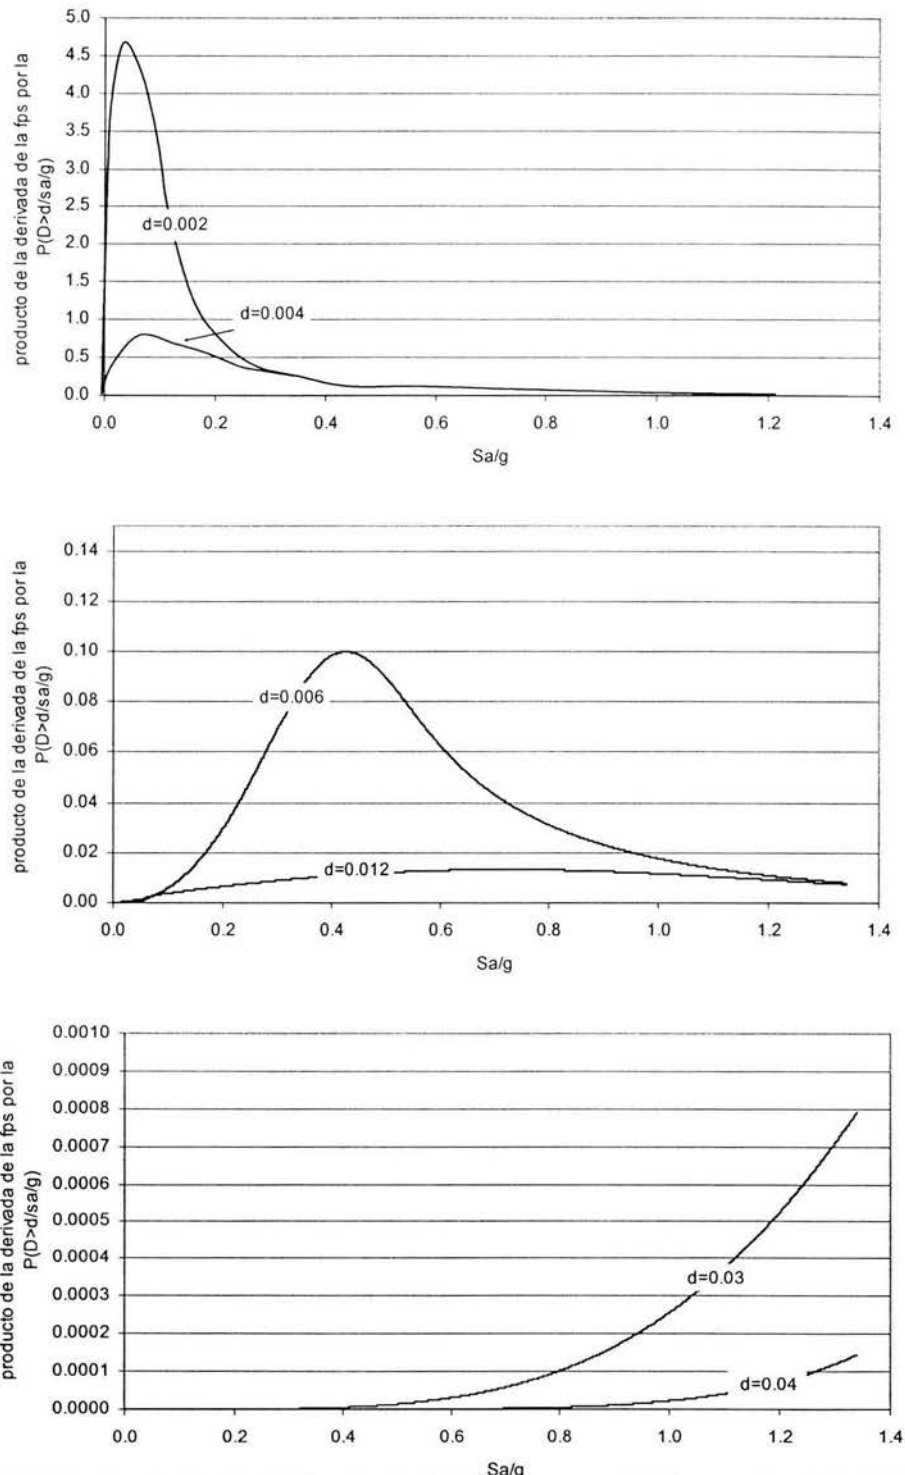 producto de la derivada de la fps por la
P(D>d/sa/g)
5.0
4.5
4.0
3.5
3.0
2.5
2.0
1.5
1.0
0.5
0.0
d=0.002
d=0.004
0.0 0.2 0.4 0.6 0.8 1.0 1.2 1.4
Sa/g
producto de la derivada de la fps por la
P(D>d/sa/g)
0.14
0.12
0.10
0.08
0.06
0.04
0.02
0.00
d=0.006
d=0.012
0.0 0.2 0.4 0.6 0.8 1.0 1.2 1.4
Sa/g
producto de la derivada de la fps por la
P(D>d/sa/g)
0.0010
0.0009
0.0008
0.0007
0.0006
0.0005
0.0004
0.0003
0.0002
0.0001
0.0000
d=0.03
d=0.04
0.0 0.2 0.4 0.6 0.8 1.0 1.2 1.4
Sa/g